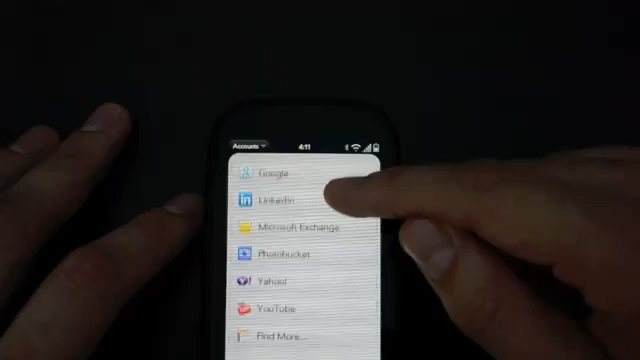 Accounts
4:11
Google
LinkedIn
Microsoft Exchange
Photobucket
Yahoo!
YouTube
Find More...